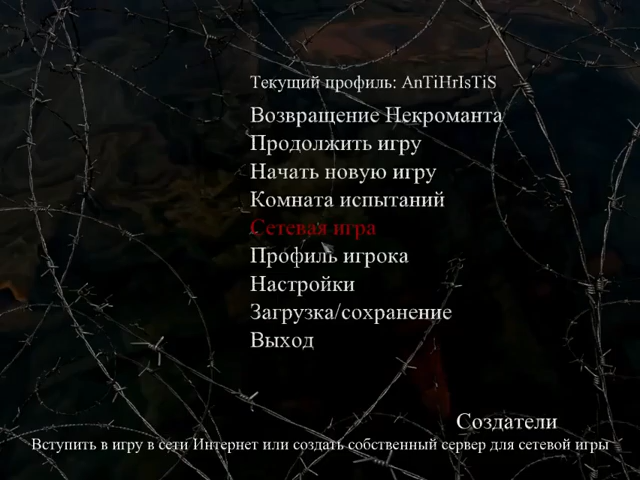 Текущий профиль: AnTiHrIsTiS
Возвращение Некроманта
Продолжить игру
Начать новую игру
Комната испытаний
Сетевая игра
Профиль игрока
Настройки
Загрузка/сохранение
Выход
Создатели
Вступить в игру в сети Интернет или создать собственный сервер для сетевой игры